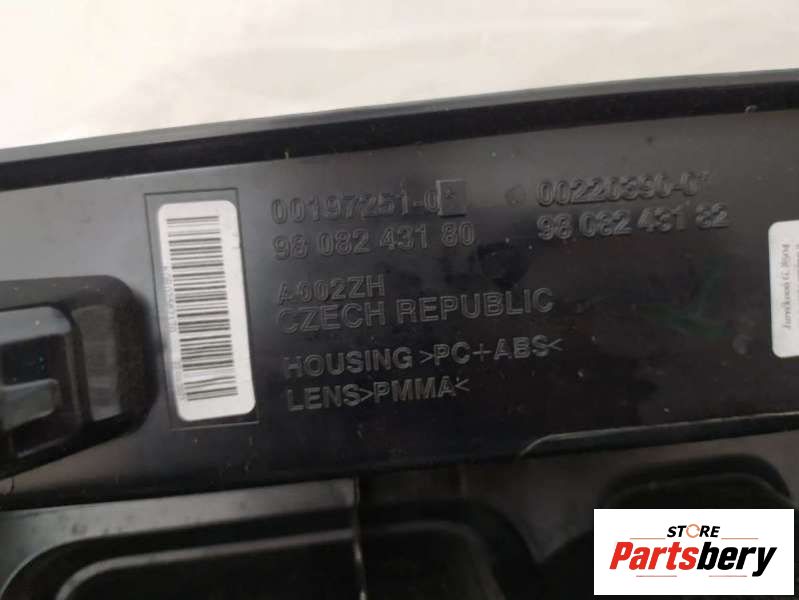 00197251-0
00220390-0
98 082 431 80
98 082 431 82
A002ZH
CZECH REPUBLIC
HOUSING >PC+ABS<
LENS>PMMA<
STORE
Partsbery